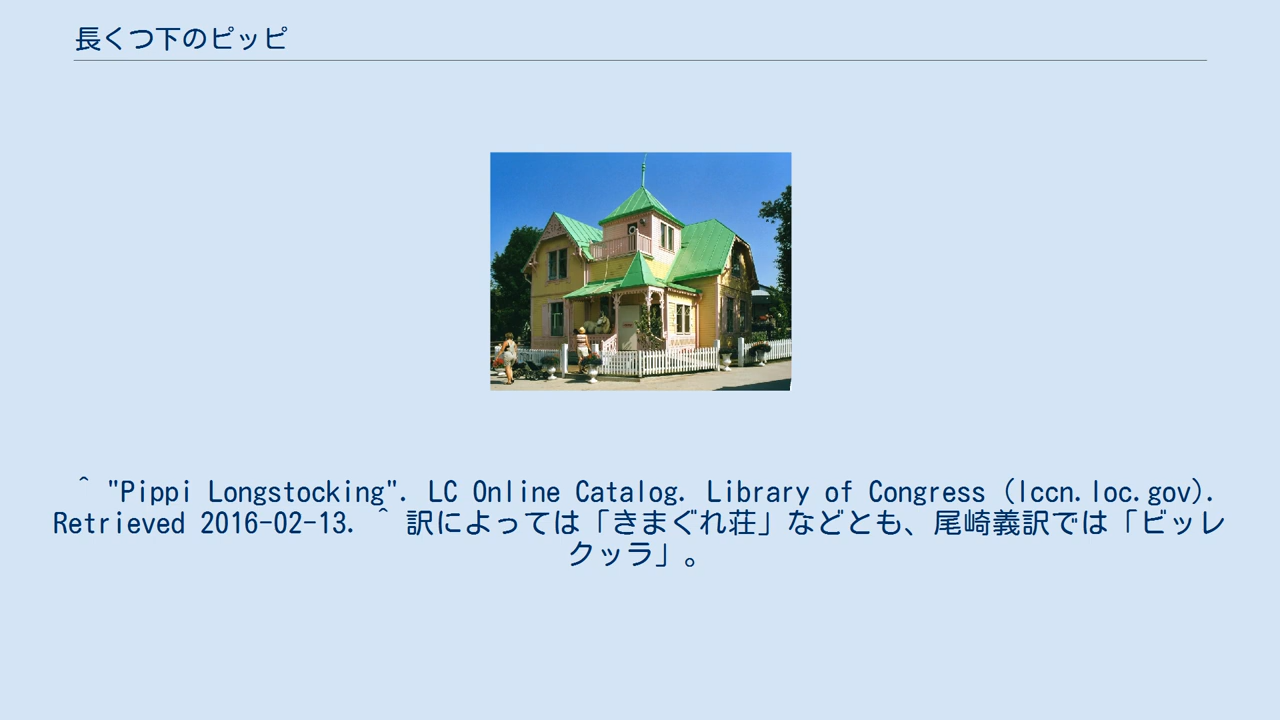 長くつ下のピッピ
^ "Pippi Longstocking". LC Online Catalog. Library of Congress (lccn.loc.gov).
Retrieved 2016-02-13. ^ 訳によっては「きまぐれ荘」などとも、尾崎義訳では「ビッレ
クッラ」。